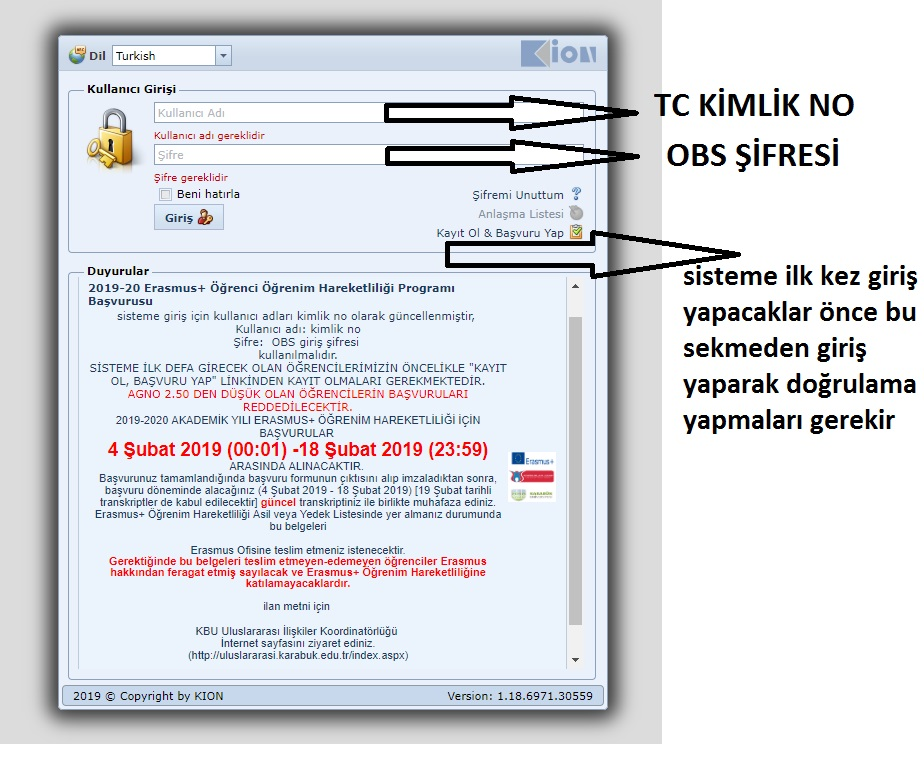 Dil Turkish
KION
Kullanıcı Girişi
Kullanıcı Adı
TC KİMLİK NO
Kullanıcı adı gereklidir
Şifre
OBS ŞİFRESİ
Şifre gereklidir
Beni hatırla
Şifremi Unuttum ?
Giriş
Anlaşma Listesi
Kayıt Ol & Başvuru Yap
sisteme ilk kez giriş
yapacaklar önce bu
sekmeden giriş
yaparak doğrulama
yapmaları gerekir
Duyurular
2019-20 Erasmus+ Öğrenci Öğrenim Hareketliliği Programı
Başvurusu
sisteme giriş için kullanıcı adları kimlik no olarak güncellenmiştir,
Kullanıcı adı: kimlik no
Şifre: OBS giriş şifresi
kullanılmalıdır.
SİSTEME İLK DEFA GİRECEK OLAN ÖĞRENCİLERİMİZİN ÖNCELİKLE "KAYIT
OL, BAŞVURU YAP" LİNKİNDEN KAYIT OLMALARI GEREKMEKTEDİR.
AGNO 2.50 DEN DÜŞÜK OLAN ÖĞRENCİLERİN BAŞVURULARI
REDDEDİLECEKTİR.
2019-2020 AKADEMİK YILI ERASMUS+ ÖĞRENİM HAREKETLİLİĞİ İÇİN
BAŞVURULAR
4 Şubat 2019 (00:01) -18 Şubat 2019 (23:59)
ARASINDA ALINACAKTIR.
Başvurunuz tamamlandığında başvuru formunun çıktısını alıp imzaladıktan sonra,
başvuru döneminde alacağınız (4 Şubat 2019 - 18 Şubat 2019) [19 Şubat tarihli
transkriptler de kabul edilecektir] güncel transkriptiniz ile birlikte muhafaza ediniz.
Erasmus+ Öğrenim Hareketliliği Asil veya Yedek Listesinde yer almanız durumunda
bu belgeleri
Erasmus+
Erasmus Ofisine teslim etmeniz istenecektir.
Gerektiğinde bu belgeleri teslim etmeyen-edemeyen öğrenciler Erasmus
hakkından feragat etmiş sayılacak ve Erasmus+ Öğrenim Hareketliliğine
katılamayacaklardır.
ilan metni için
KBU Uluslararası İlişkiler Koordinatörlüğü
İnternet sayfasını ziyaret ediniz.
(http://uluslararasi.karabuk.edu.tr/index.aspx)
2019 © Copyright by KION
Version: 1.18.6971.30559